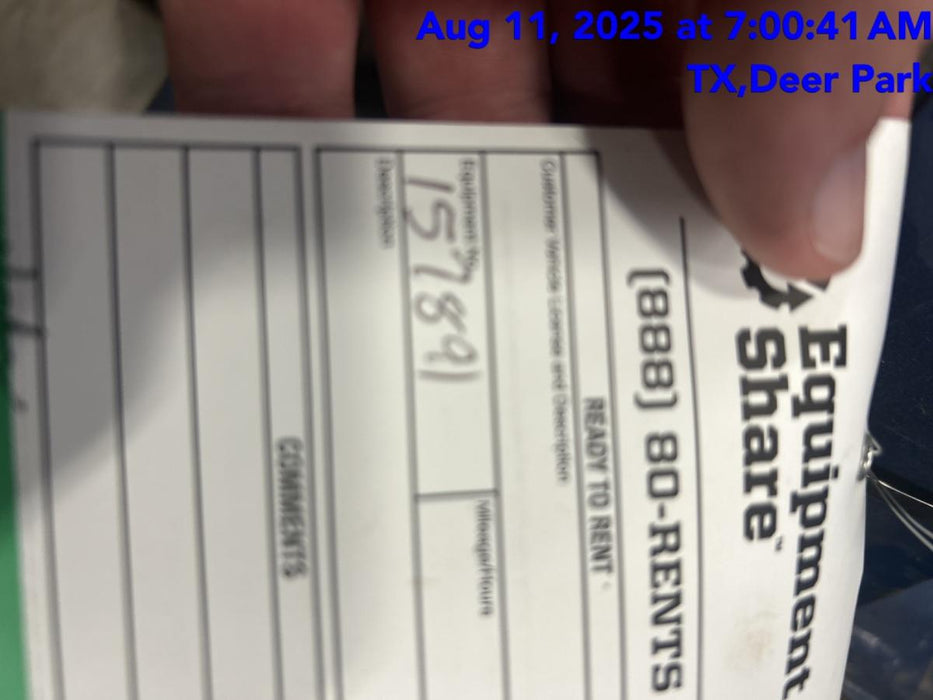 Aug 11, 2025 at 7:00:41 AM
TX,Deer Park
Equipment
Share™
(888) 80-RENTS
READY TO RENT
Customer Vehicle License and Description
Equipment No.
Mileage/Hours
157891
Description
COMMENTS